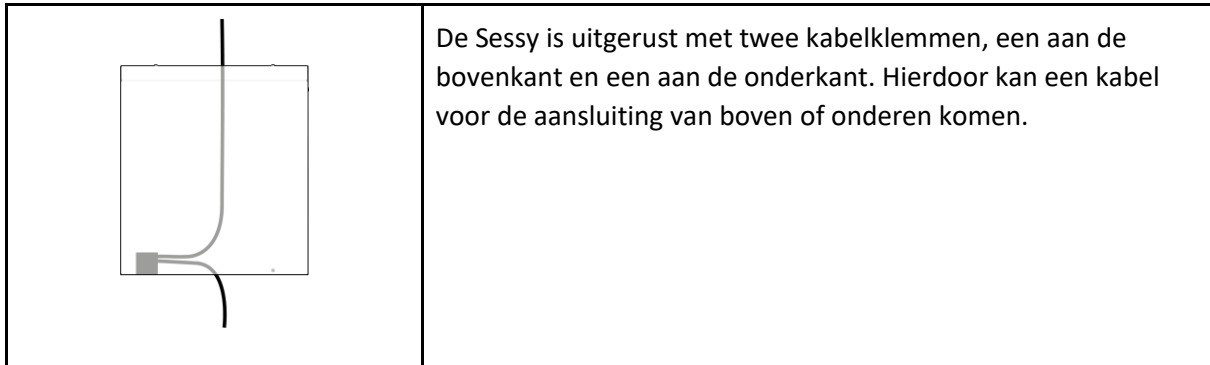 De Sessy is uitgerust met twee kabelklemmen, een aan de
bovenkant en een aan de onderkant. Hierdoor kan een kabel
voor de aansluiting van boven of onderen komen.